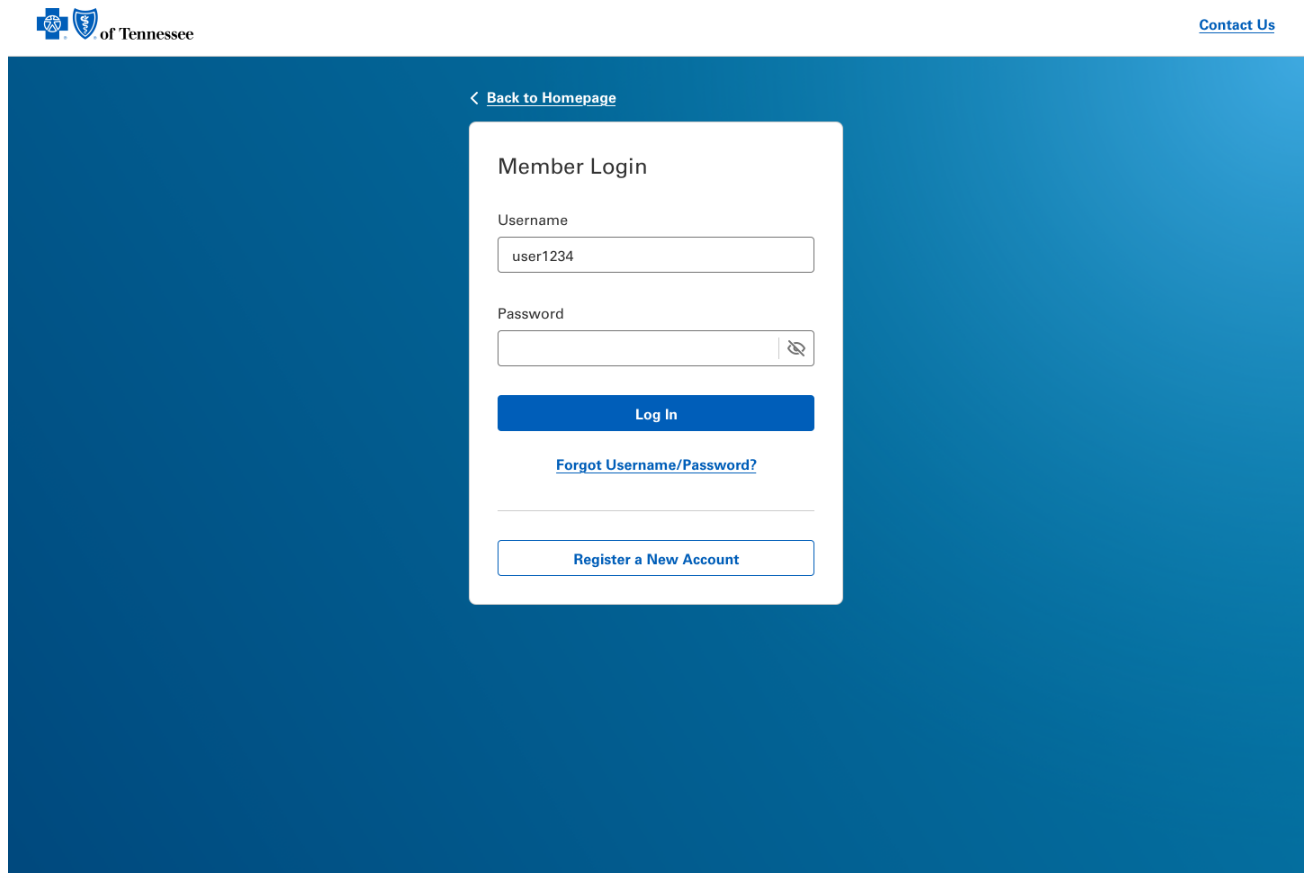 of Tennessee
Contact Us
Back to Homepage
Member Login
Username
user1234
Password
Log In
Forgot Username/Password?
Register a New Account